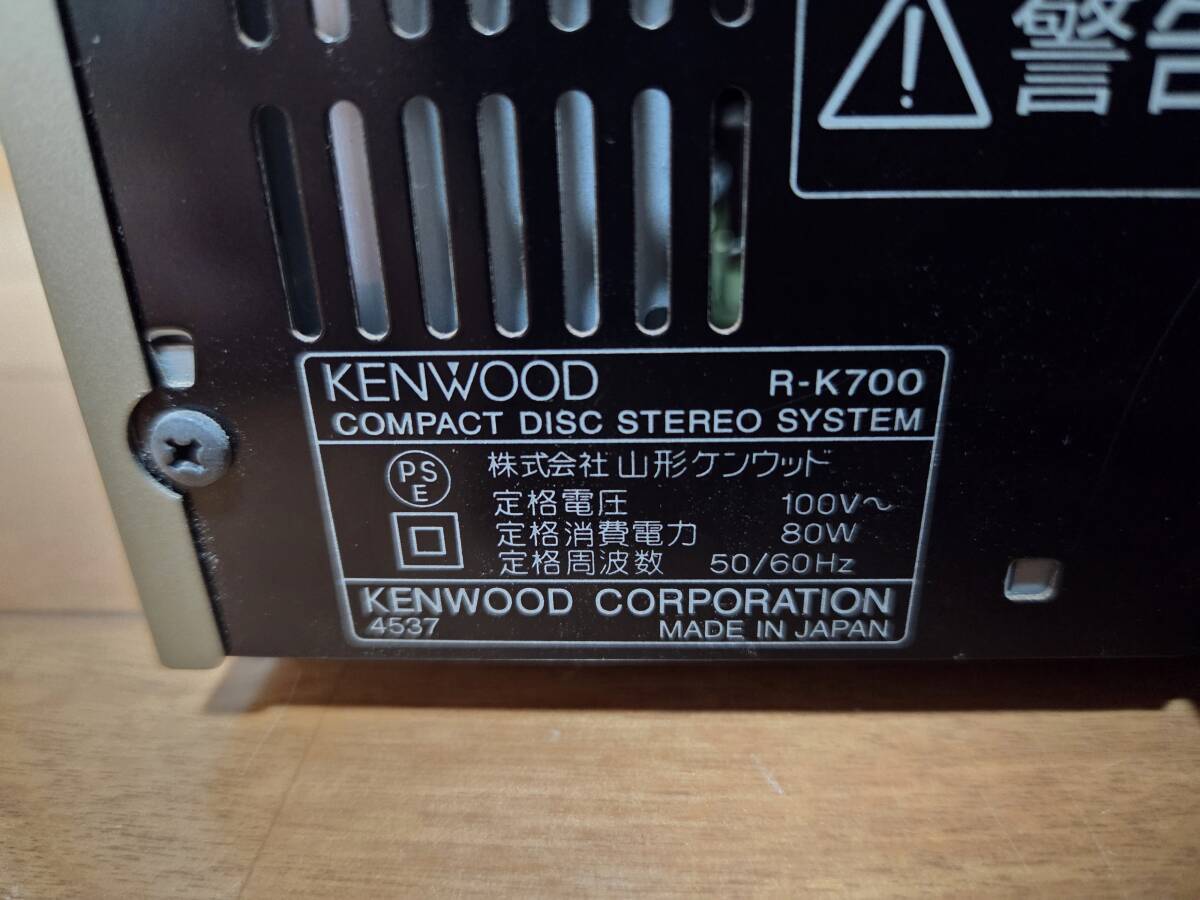 警告
KENWOOD R-K700
COMPACT DISC STEREO SYSTEM
PS
E
株式会社 山形ケンウッド
定格電圧 100V～
定格消費電力 80W
定格周波数 50/60Hz
KENWOOD CORPORATION
4537 MADE IN JAPAN